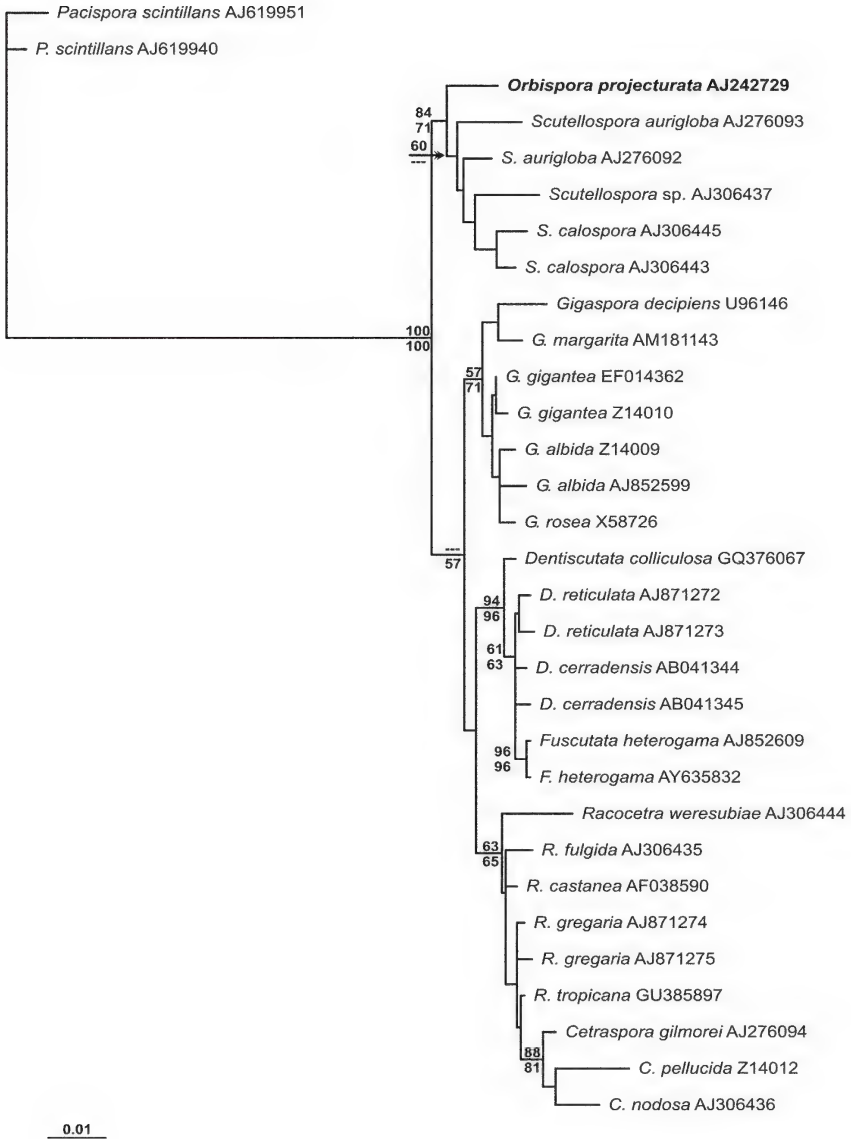 Pacispora scintillans AJ619951
P. scintillans AJ619940
Orbispora projecturata AJ242729
84
71
Scutellospora aurigloba AJ276093
60
---
S. aurigloba AJ276092
Scutellospora sp. AJ306437
S. calospora AJ306445
S. calospora AJ306443
Gigaspora decipiens U96146
100
100
G. margarita AM181143
57
71
G. gigantea EF014362
G. gigantea Z14010
G. albida Z14009
G. albida AJ852599
G. rosea X58726
---
57
Dentiscutata colliculosa GQ376067
D. reticulata AJ871272
94
96
D. reticulata AJ871273
61
63
D. cerradensis AB041344
D. cerradensis AB041345
Fuscutata heterogama AJ852609
96
96
F. heterogama AY635832
Racocetra weresubiae AJ306444
63
65
R. fulgida AJ306435
R. castanea AF038590
R. gregaria AJ871274
R. gregaria AJ871275
R. tropicana GU385897
Cetraspora gilmorei AJ276094
88
81
C. pellucida Z14012
C. nodosa AJ306436
0.01